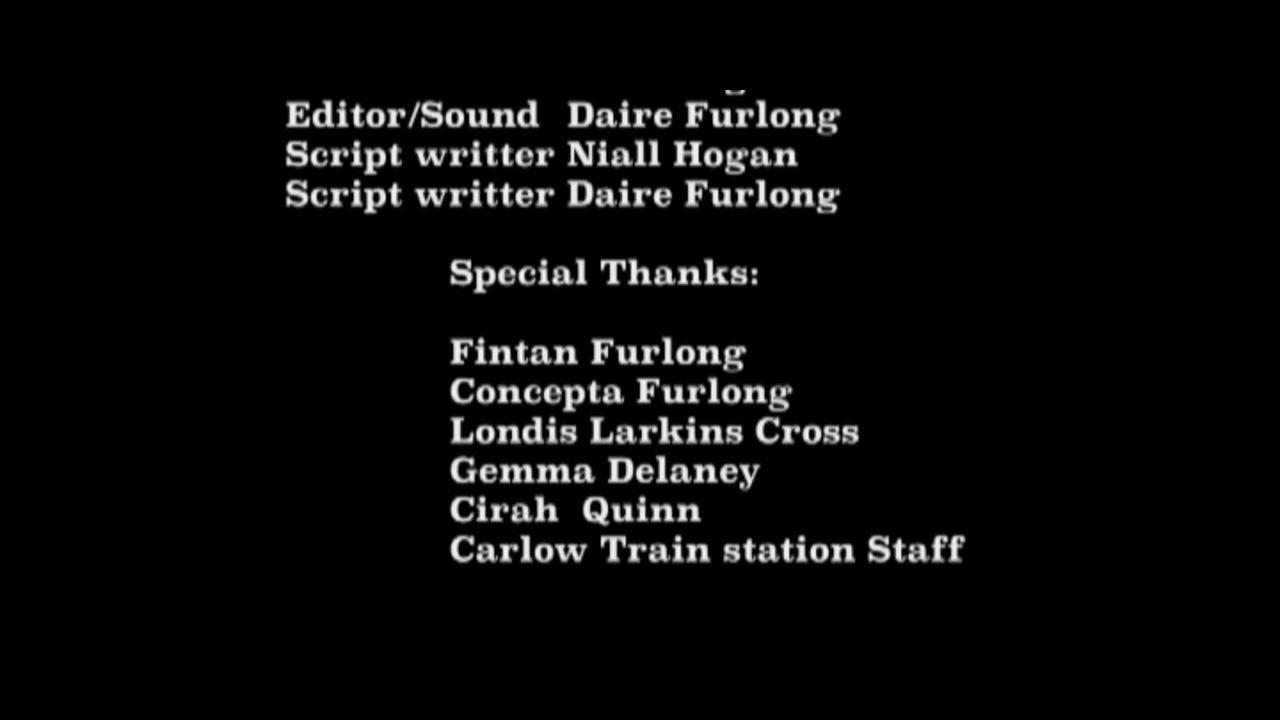 Editor/Sound Daire Furlong
Script writter Niall Hogan
Script writter Daire Furlong
Special Thanks:
Fintan Furlong
Concepta Furlong
Londis Larkins Cross
Gemma Delaney
Cirah Quinn
Carlow Train station Staff